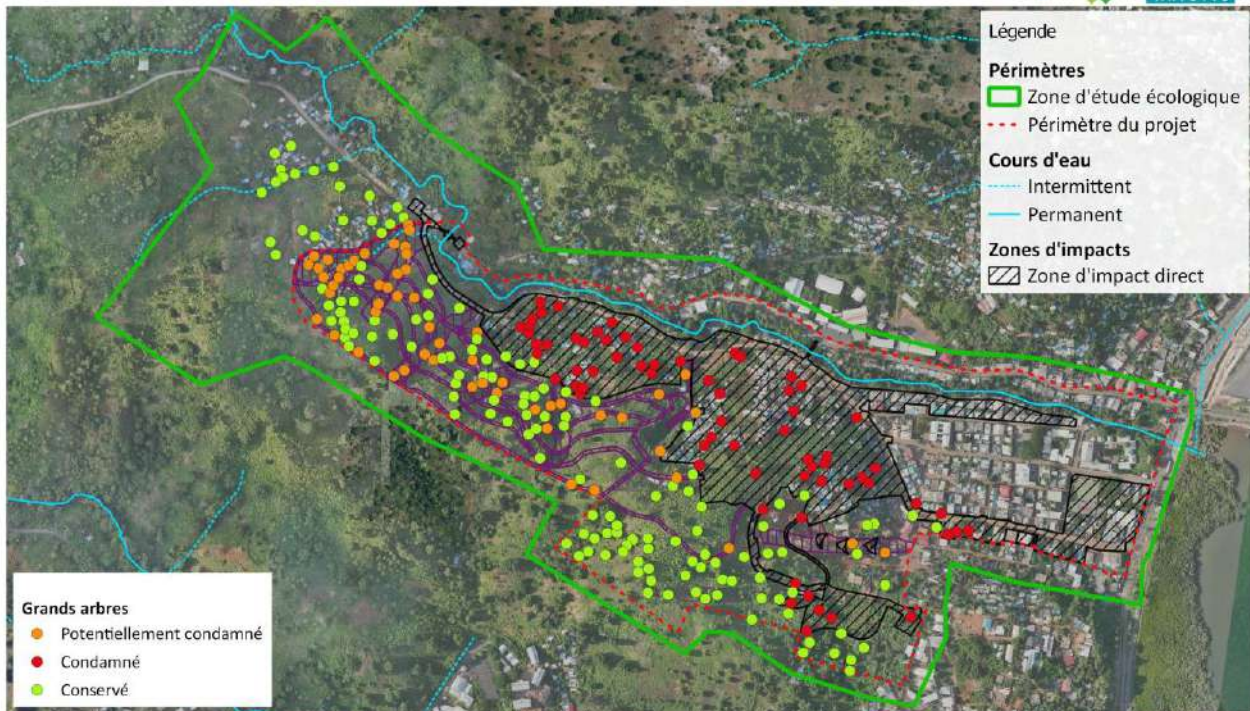 Légende
Périmètres
Zone d'étude écologique
Périmètre du projet
Cours d'eau
Intermittent
Permanent
Zones d'impacts
Zone d'impact direct
Grands arbres
Potentiellement condamné
Condamné
Conservé